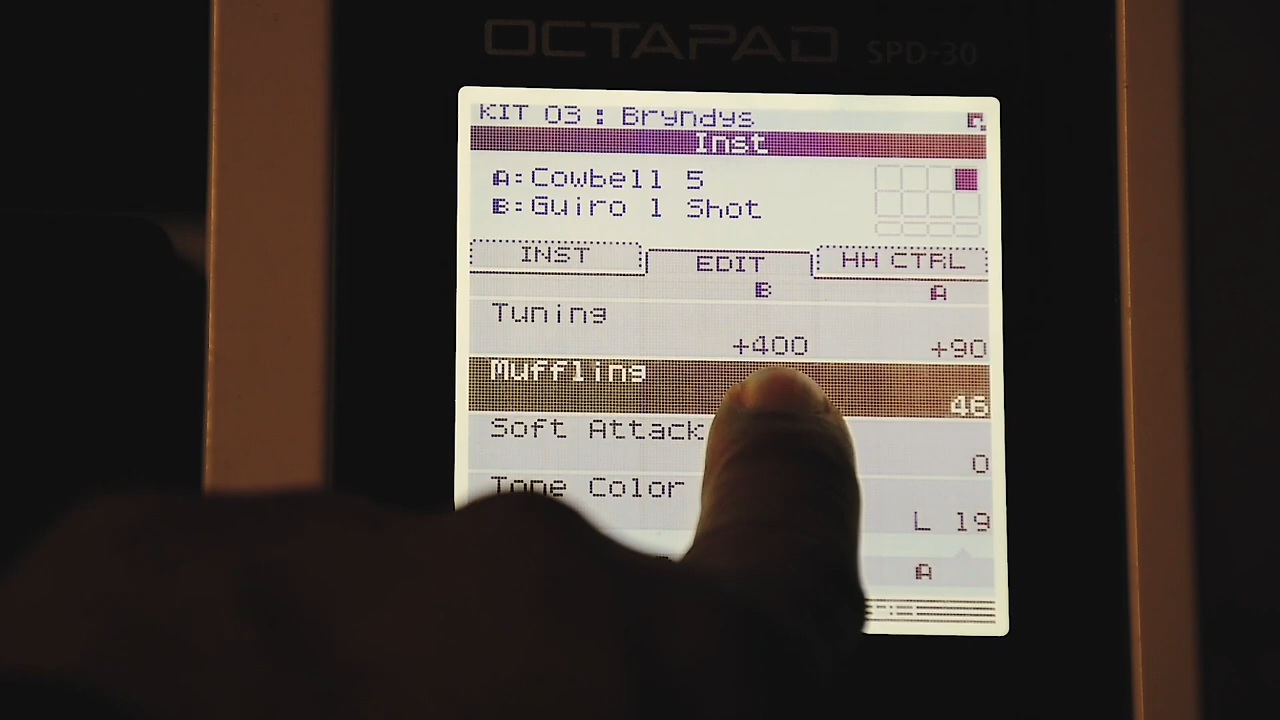 OCTAPAD SPD-30
KIT 03 : Bryndys
Inst
A:Cowbell 5
B:Guiro 1 Shot
INST EDIT HH CTRL
B A
Tuning
+400 +90
Muffling
46
Soft Attack
0
Tone Color
L 19
A